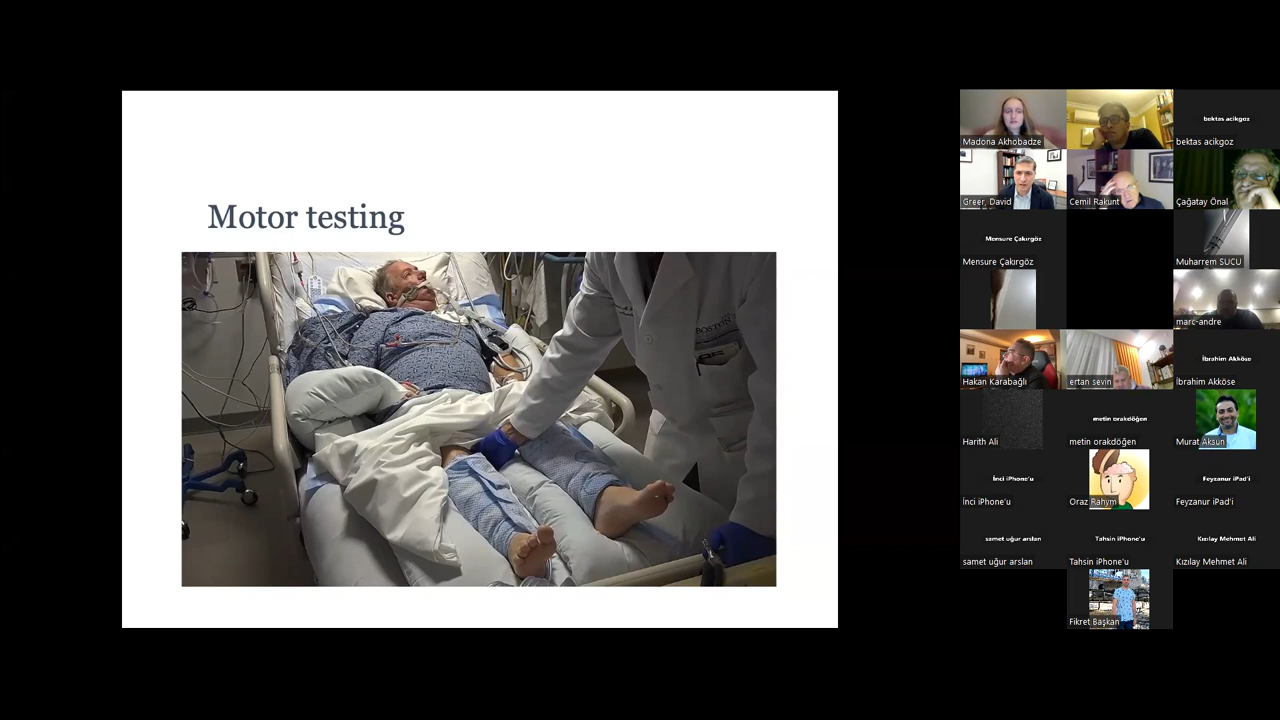 Motor testing
BOSTON
Madona Akhobadze
bektas acikgoz
bektas acikgoz
Greer, David
Cemil Rakunt
Çağatay Önal
Mensure Çakırgöz
Mensure Çakırgöz
Muharrem SUCU
marc-andre
Hakan Karabağlı
ertan sevin
İbrahim Akköse
İbrahim Akköse
Harith Ali
metin orakdöğen
metin orakdöğen
Murat Aksun
İnci iPhone'u
İnci iPhone'u
Oraz Rahym
Feyzanur iPad'i
Feyzanur iPad'i
samet uğur arslan
samet uğur arslan
Tahsin iPhone'u
Tahsin iPhone'u
Kızılay Mehmet Ali
Kızılay Mehmet Ali
Fikret Başkan